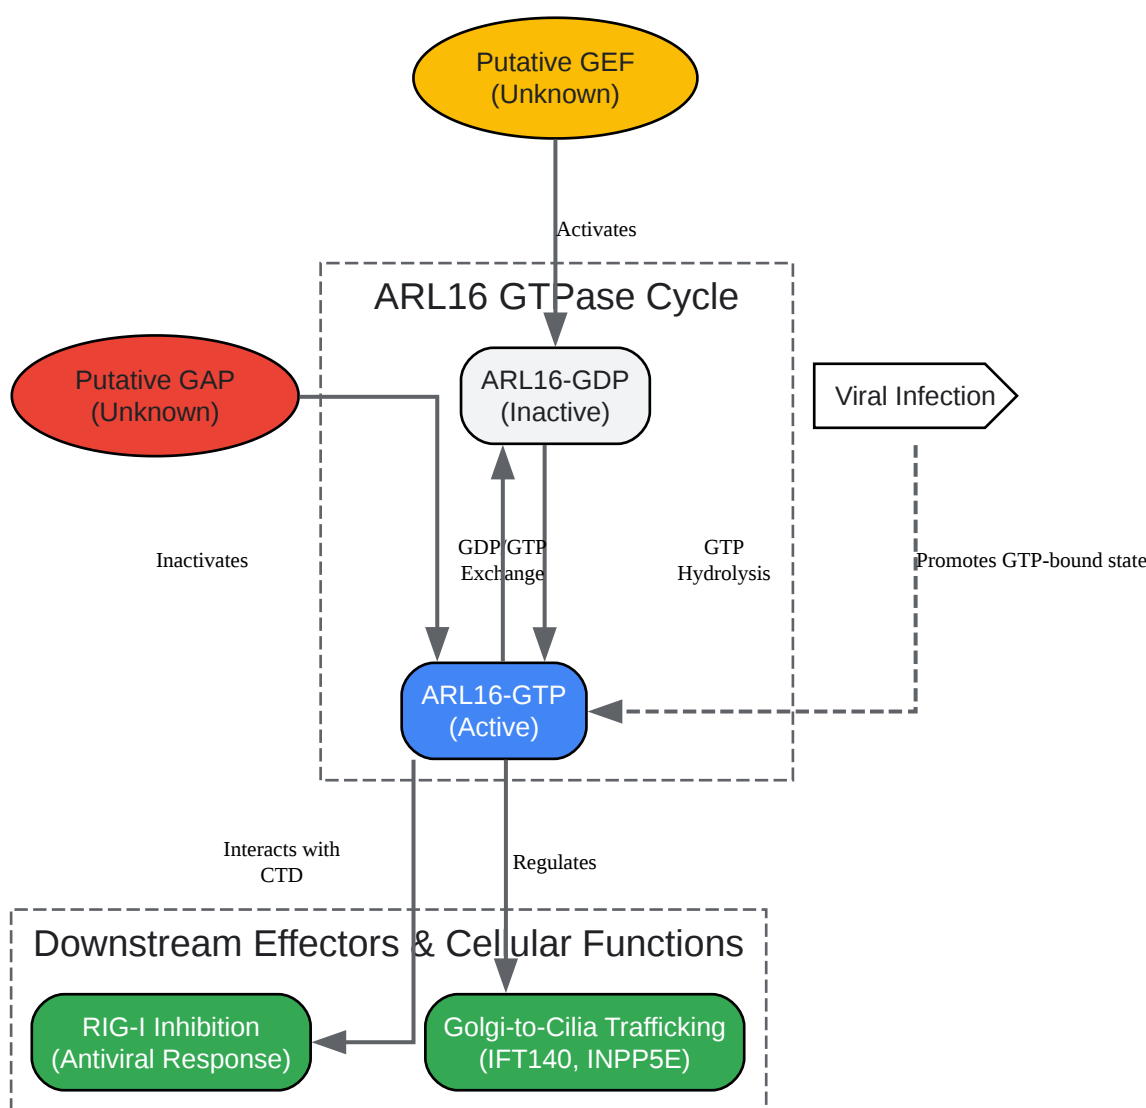 Putative GEF
(Unknown)
Activates
ARL16 GTPase Cycle
Putative GAP
(Unknown)
ARL16-GDP
(Inactive)
Viral Infection
Inactivates
GDP/GTP
Exchange
GTP
Hydrolysis
Promotes GTP-bound state
ARL16-GTP
(Active)
Interacts with
CTD
Regulates
Downstream Effectors & Cellular Functions
RIG-I Inhibition
(Antiviral Response)
Golgi-to-Cilia Trafficking
(IFT140, INPP5E)